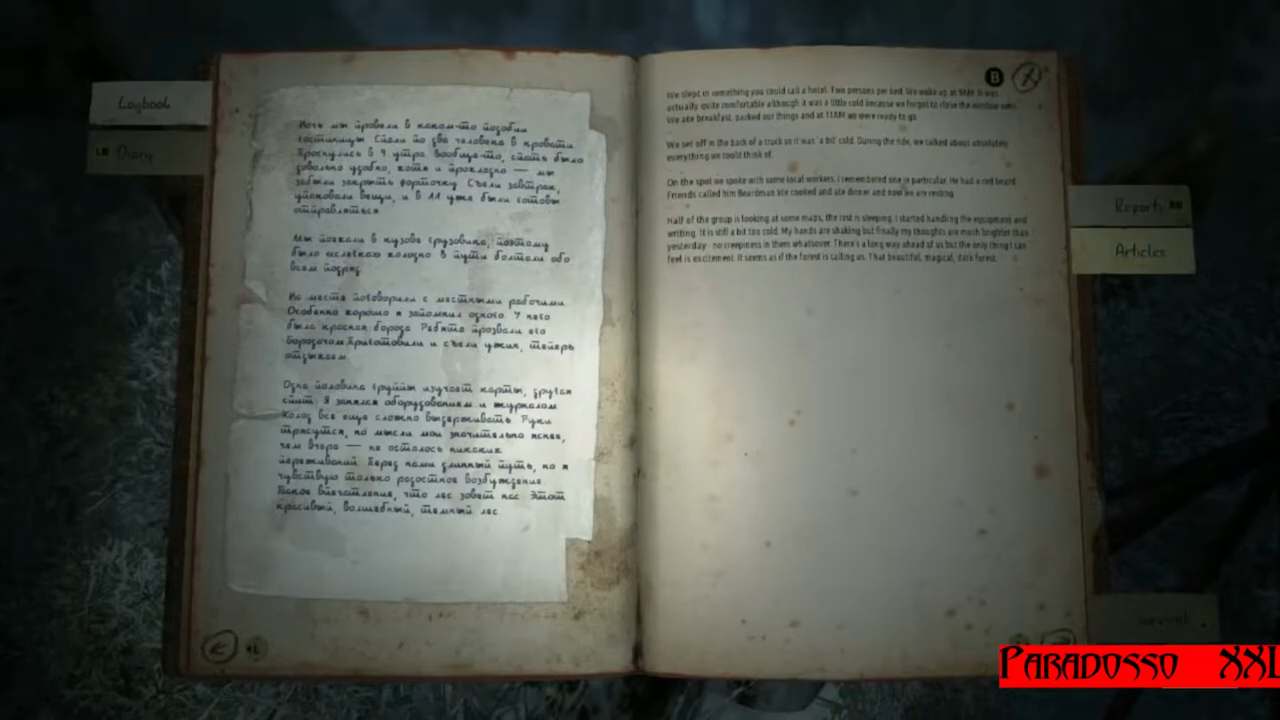 Logbook
LB Diary
Ночь мы провели в каком-то подобии
гостиницы. Спали по два человека в кровати.
Проснулись в 9 утра. Вообще-то, спать было
довольно удобно, хотя и прохладно — мы
забыли закрыть форточку. Съели завтрак,
упаковали вещи, и в 11 уже были готовы
отправляться.
Мы поехали в кузове грузовика, поэтому
было слегка холодно. В пути болтали обо
всем подряд.
На месте поговорили с местными рабочими.
Особенно хорошо я запомнил одного. У него
была красная борода. Ребята прозвали его
Бородачом. Приготовили и съели ужин, теперь
отдыхаем.
Одна половина группы изучает карты, другая
спит. Я занялся оборудованием и журналом.
Холод все еще сложно выдерживать. Руки
трясутся, но мысли мои значительно яснее,
чем вчера — не осталось никаких
переживаний. Перед нами длинный путь, но я
чувствую только радостное возбуждение.
Такое впечатление, что лес зовет нас. Этот
красивый, волшебный, темный лес.
B
We slept in something you could call a hotel. Two persons per bed. We woke up at 9AM. It was
actually quite comfortable although it was a little cold because we forgot to close the window vent.
We ate breakfast, packed our things and at 11AM we were ready to go.
We set off in the back of a truck so it was 'a bit' cold. During the ride, we talked about absolutely
everything we could think of.
On the spot we spoke with some local workers. I remembered one in particular. He had a red beard.
Friends called him Beardman. We cooked and ate dinner and now we are resting.
Half of the group is looking at some maps, the rest is sleeping. I started handling the equipment and
writing. It is still a bit too cold. My hands are shaking but finally my thoughts are much brighter than
yesterday - no creepiness in them whatsover. There's a long way ahead of us but the only thing I can
feel is excitement. It seems as if the forest is calling us. That beautiful, magical, dark forest.
Reports RB
Articles
PARADOSSO XXL